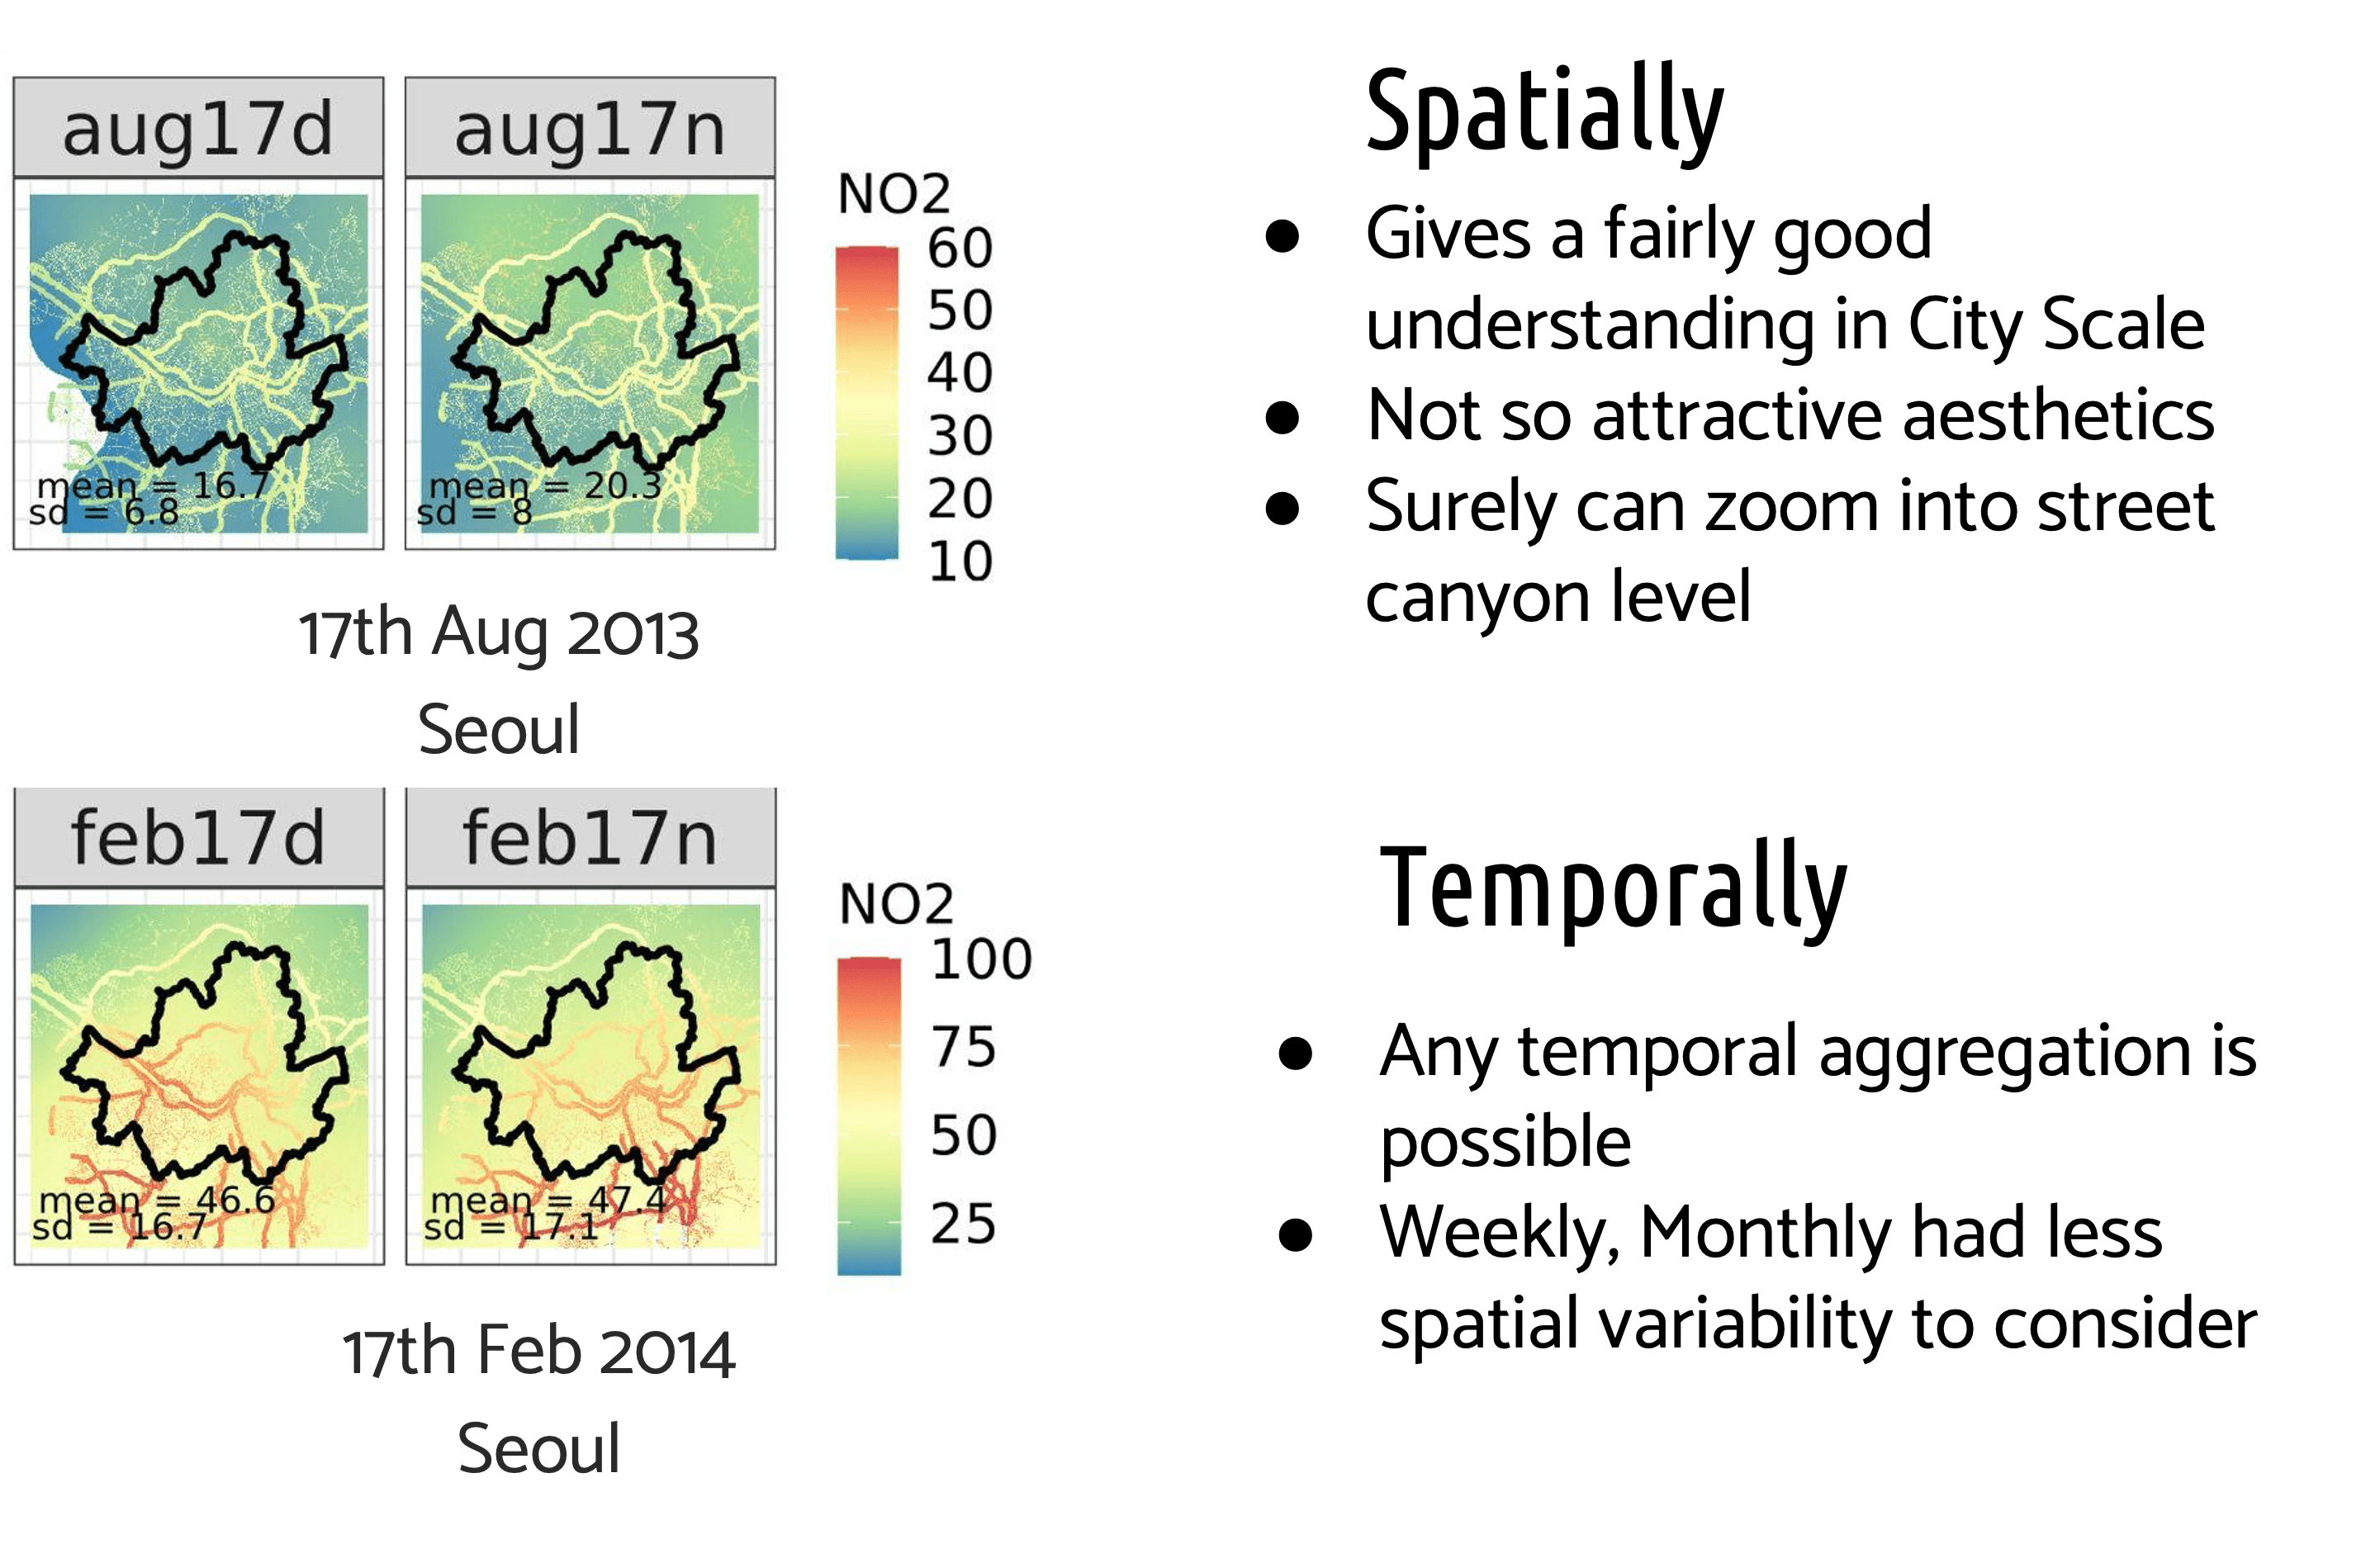 aug17d
aug17n
mean = 16.7
sd = 6.8
mean = 20.3
sd = 8
NO2
60
50
40
30
20
10
17th Aug 2013
Seoul
feb17d
feb17n
mean = 46.6
sd = 16.7
mean = 47.4
sd = 17.1
NO2
100
75
50
25
17th Feb 2014
Seoul
Spatially
● Gives a fairly good
understanding in City Scale
● Not so attractive aesthetics
● Surely can zoom into street
canyon level
Temporally
● Any temporal aggregation is
possible
● Weekly, Monthly had less
spatial variability to consider